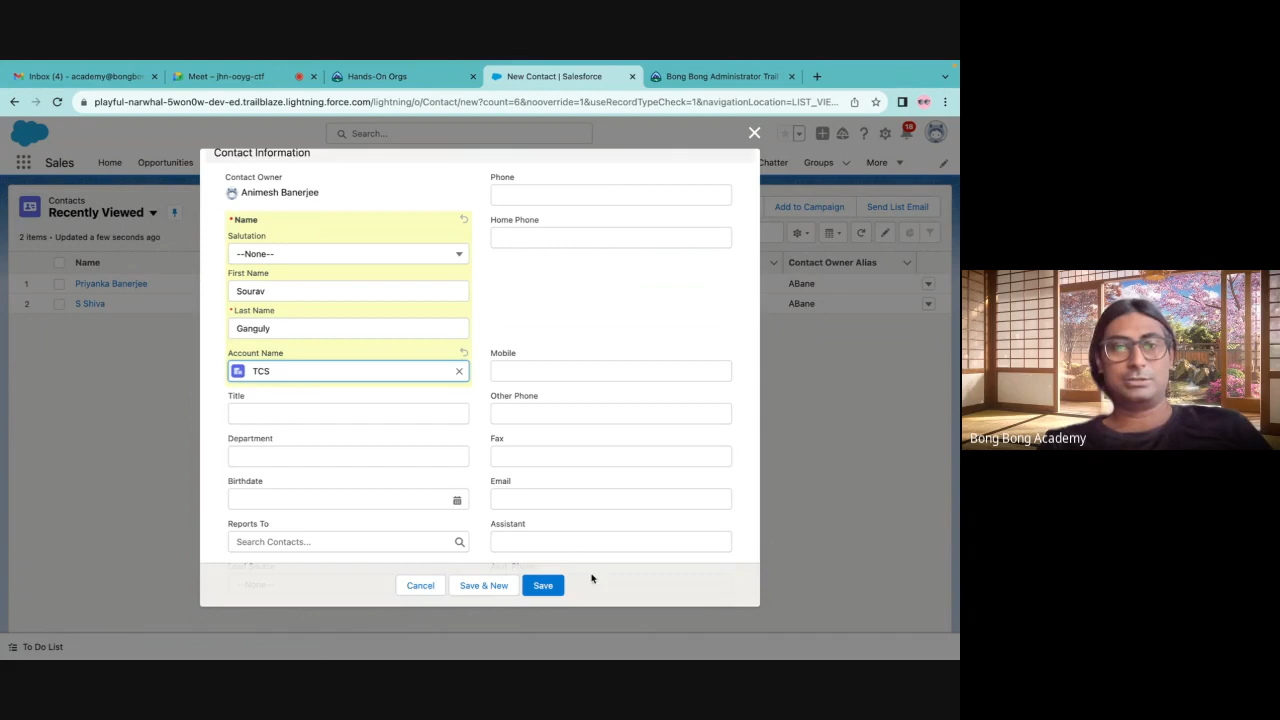 Inbox (4) - academy@bongbo
Meet – jhn-ooyg-ctf
Hands-On Orgs
New Contact | Salesforce
Bong Bong Administrator Trail
playful-narwhal-5won0w-dev-ed.trailblaze.lightning.force.com/lightning/o/Contact/new?count=6&nooverride=1&useRecordTypeCheck=1&navigationLocation=LIST_VIE...
Search...
18
Sales
Home
Opportunities
Chatter
Groups
More
Contacts
Recently Viewed
2 items - Updated a few seconds ago
Add to Campaign
Send List Email
Name
Contact Owner Alias
1
Priyanka Banerjee
ABane
2
S Shiva
ABane
Contact Information
Contact Owner
Animesh Banerjee
Phone
* Name
Home Phone
Salutation
--None--
First Name
Sourav
* Last Name
Ganguly
Account Name
TCS
Mobile
Title
Other Phone
Department
Fax
Birthdate
Email
Reports To
Search Contacts...
Assistant
Lead Source
--None--
Asst. Phone
Cancel
Save & New
Save
To Do List
Bong Bong Academy